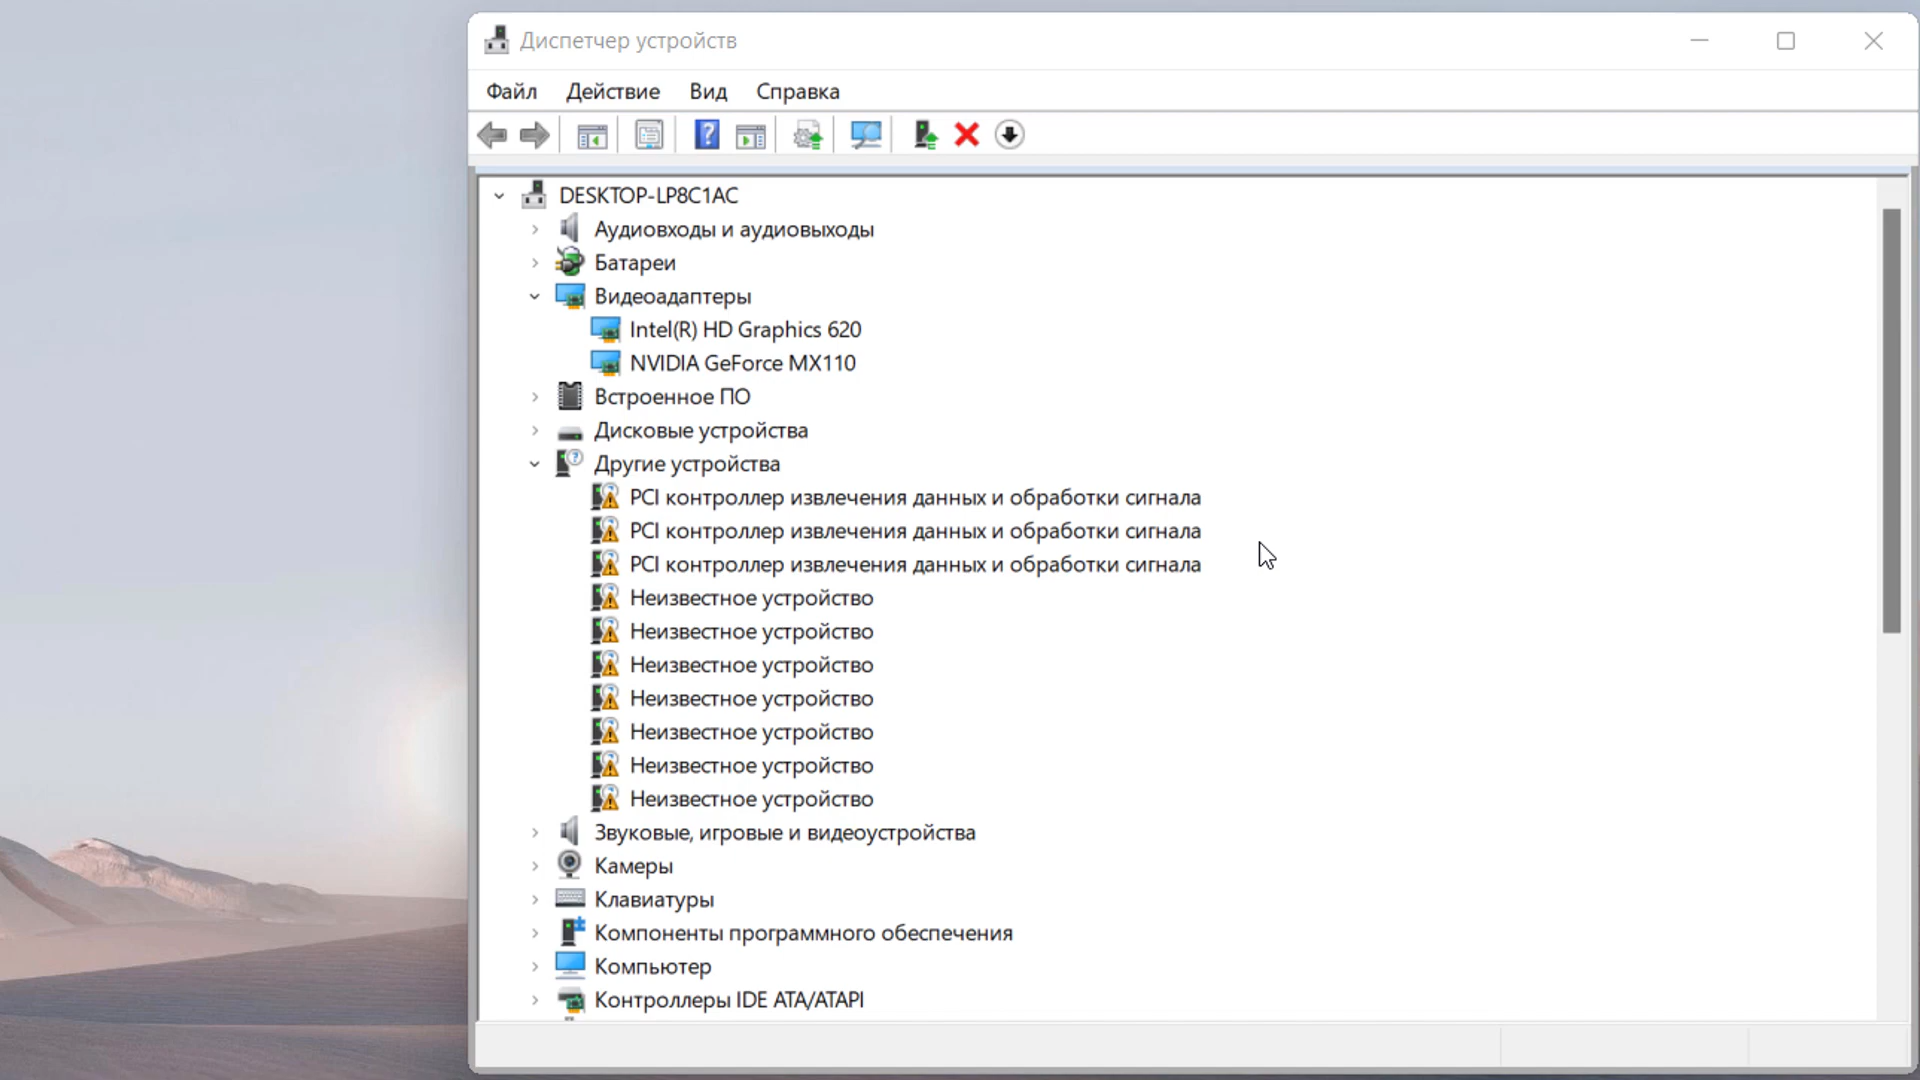 Диспетчер устройств
Файл Действие Вид Справка
DESKTOP-LP8C1AC
Аудиовходы и аудиовыходы
Батареи
Видеоадаптеры
Intel(R) HD Graphics 620
NVIDIA GeForce MX110
Встроенное ПО
Дисковые устройства
Другие устройства
PCI контроллер извлечения данных и обработки сигнала
PCI контроллер извлечения данных и обработки сигнала
PCI контроллер извлечения данных и обработки сигнала
Неизвестное устройство
Неизвестное устройство
Неизвестное устройство
Неизвестное устройство
Неизвестное устройство
Неизвестное устройство
Неизвестное устройство
Звуковые, игровые и видеоустройства
Камеры
Клавиатуры
Компоненты программного обеспечения
Компьютер
Контроллеры IDE ATA/ATAPI